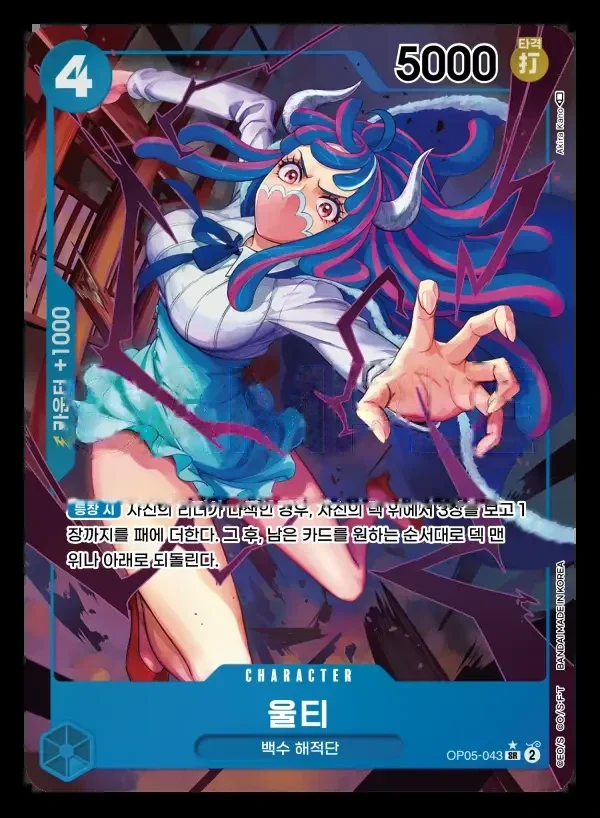 4
5000
타격
打
Akira Kano
카운터 +1000
등장 시 자신의 리더가 다색인 경우, 자신의 덱 위에서 3장을 보고 1
장까지를 패에 더한다. 그 후, 남은 카드를 원하는 순서대로 덱 맨
위나 아래로 되돌린다.
CHARACTER
울티
백수 해적단
OP05-043 SR 2
©EO/S ©O/S·F·T BANDAI MADE IN KOREA